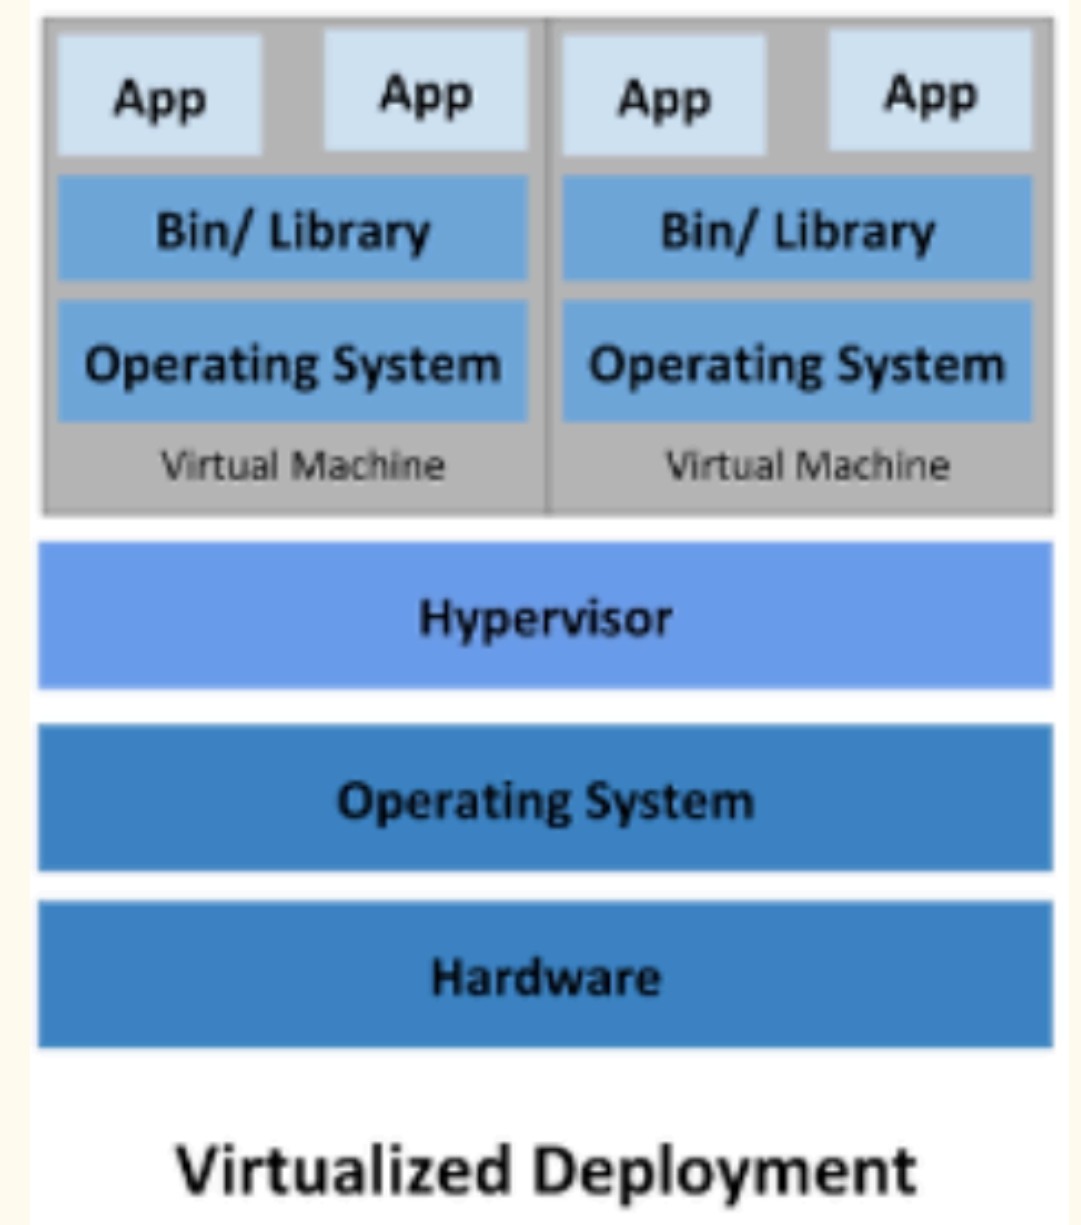 App App App App
Bin/ Library Bin/ Library
Operating System Operating System
Virtual Machine Virtual Machine
Hypervisor
Operating System
Hardware
Virtualized Deployment